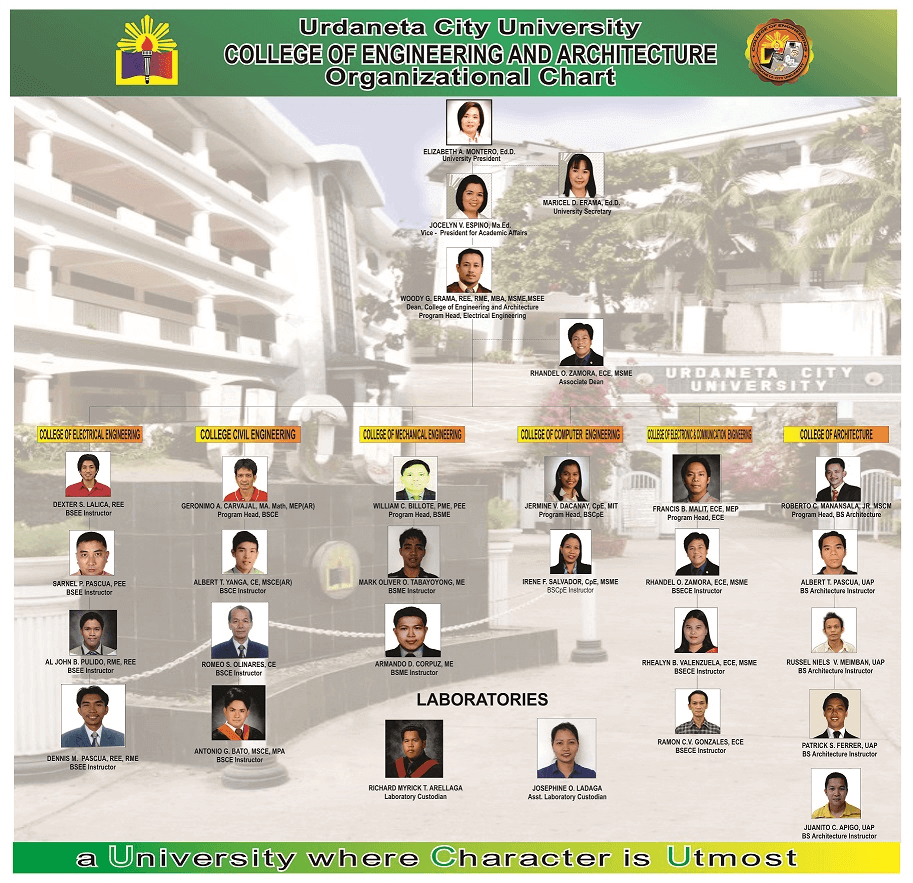 Urdaneta City University
COLLEGE OF ENGINEERING AND ARCHITECTURE
Organizational Chart
ELIZABETH A. MONTERO, Ed.D.
University President
MARICEL D. ERAMA, Ed.D.
University Secretary
JOCELYN V. ESPINO, Ma.Ed.
Vice - President for Academic Affairs
WOODY G. ERAMA, REE, RME, MBA, MSME,MSEE
Dean, College of Engineering and Architecture
Program Head, Electrical Engineering
RHANDEL O. ZAMORA, ECE, MSME
Associate Dean
URDANETA CITY
UNIVERSITY
COLLEGE OF ELECTRICAL ENGINEERING
COLLEGE CIVIL ENGINEERING
COLLEGE OF MECHANICAL ENGINEERING
COLLEGE OF COMPUTER ENGINEERING
COLLEGE OF ELECTRONIC & COMMUNICATION ENGINEERING
COLLEGE OF ARCHITECTURE
DEXTER S. LALICA, REE
BSEE Instructor
GERONIMO A. CARVAJAL, MA. Math, MEP(AR)
Program Head, BSCE
WILLIAM C. BILLOTE, PME, PEE
Program Head, BSME
JERMINE V. DACANAY, CpE, MIT
Program Head, BSCpE
FRANCIS B. MALIT, ECE, MEP
Program Head, ECE
ROBERTO C. MANANSALA, JR. MSCM
Program Head, BS Architecture
SARNEL P. PASCUA, PEE
BSEE Instructor
ALBERT T. YANGA, CE, MSCE(AR)
BSCE Instructor
MARK OLIVER O. TABAYOYONG, ME
BSME Instructor
IRENE F. SALVADOR, CpE, MSME
BSCpE Instructor
RHANDEL O. ZAMORA, ECE, MSME
BSECE Instructor
ALBERT T. PASCUA, UAP
BS Architecture Instructor
AL JOHN B. PULIDO, RME, REE
BSEE Instructor
ROMEO S. OLINARES, CE
BSCE Instructor
ARMANDO D. CORPUZ, ME
BSME Instructor
RHEALYN B. VALENZUELA, ECE, MSME
BSECE Instructor
RUSSEL NIELS V. MEIMBAN, UAP
BS Architecture Instructor
LABORATORIES
DENNIS M. PASCUA, REE, RME
BSEE Instructor
ANTONIO G. BATO, MSCE, MPA
BSCE Instructor
RICHARD MYRICK T. ARELLAGA
Laboratory Custodian
JOSEPHINE O. LADAGA
Asst. Laboratory Custodian
RAMON C.V. GONZALES, ECE
BSECE Instructor
PATRICK S. FERRER, UAP
BS Architecture Instructor
JUANITO C. APIGO, UAP
BS Architecture Instructor
a University where Character is Utmost